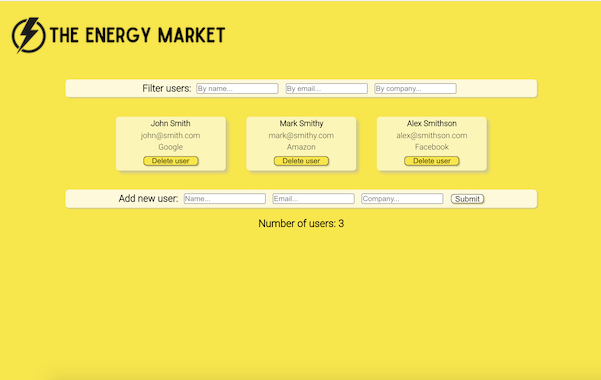 THE ENERGY MARKET
Filter users: By name... By email... By company...
John Smith
john@smith.com
Google
Delete user
Mark Smithy
mark@smithy.com
Amazon
Delete user
Alex Smithson
alex@smithson.com
Facebook
Delete user
Add new user: Name... Email... Company... Submit
Number of users: 3